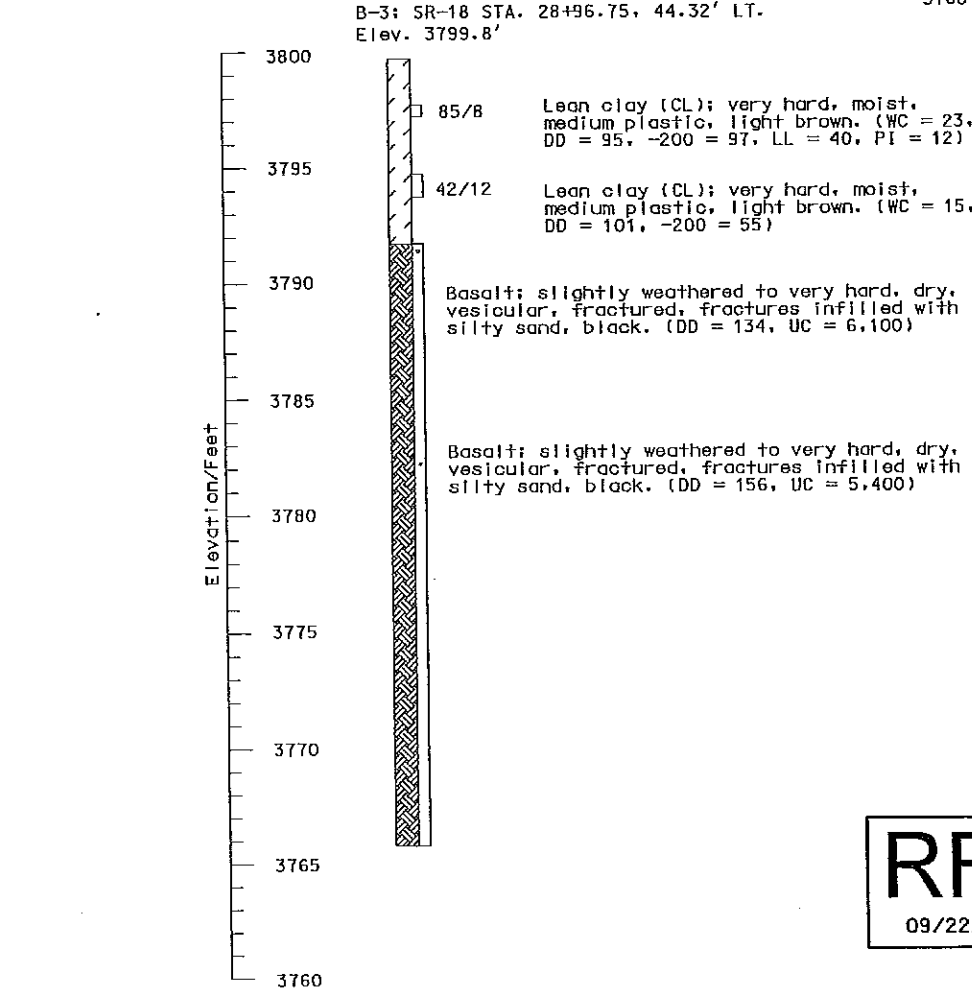 B-3: SR-18 STA. 28+96.75, 44.32' LT.
Elev. 3799.8'
3800
85/8
Lean clay (CL); very hard, moist,
medium plastic, light brown. (WC = 23,
DD = 95, -200 = 97, LL = 40, PI = 12)
3795
42/12
Lean clay (CL); very hard, moist,
medium plastic, light brown. (WC = 15,
DD = 101, -200 = 55)
3790
Basalt; slightly weathered to very hard, dry,
vesicular, fractured, fractures infilled with
silty sand, black. (DD = 134, UC = 6,100)
3785
Basalt; slightly weathered to very hard, dry,
vesicular, fractured, fractures infilled with
silty sand, black. (DD = 156, UC = 5,400)
3780
Elevation/Feet
3775
3770
3765
3760
09/22